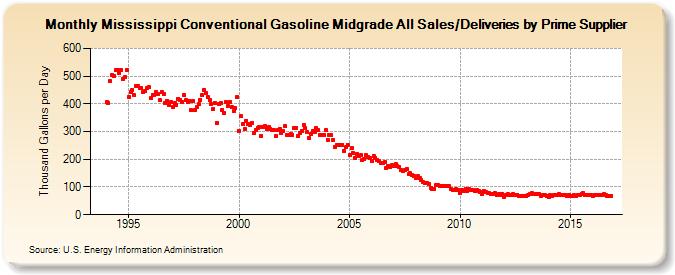 Monthly Mississippi Conventional Gasoline Midgrade All Sales/Deliveries by Prime Supplier
Thousand Gallons per Day
600
500
400
300
200
100
0
1995 2000 2005 2010 2015
Source: U.S. Energy Information Administration